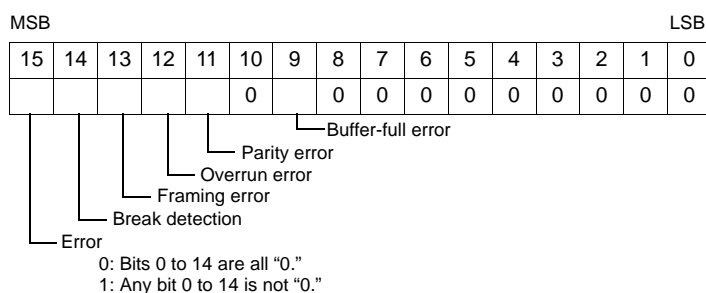 MSB LSB
15 14 13 12 11 10 9 8 7 6 5 4 3 2 1 0
0 0 0 0 0 0 0 0 0 0
Buffer-full error
Parity error
Overrun error
Framing error
Break detection
Error
0: Bits 0 to 14 are all “0.”
1: Any bit 0 to 14 is not “0.”